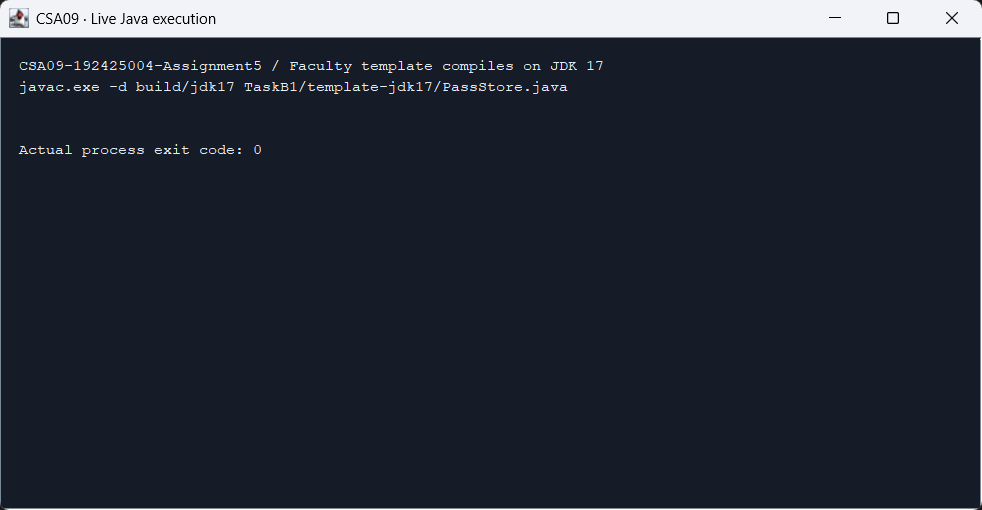 CSA09 · Live Java execution
CSA09-192425004-Assignment5 / Faculty template compiles on JDK 17
javac.exe -d build/jdk17 TaskB1/template-jdk17/PassStore.java
Actual process exit code: 0